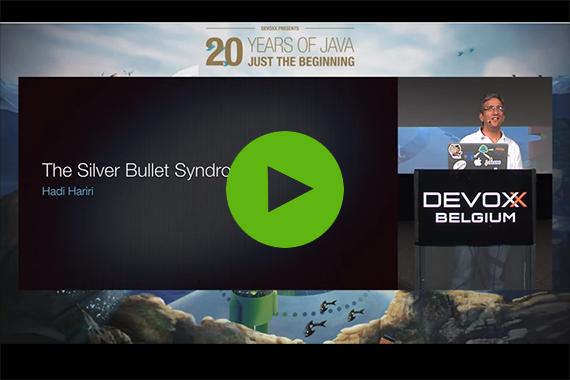 DEVOXX PRESENTS
20 YEARS OF JAVA
JUST THE BEGINNING
The Silver Bullet Syndro
Hadi Hariri
DEVOXX
BELGIUM